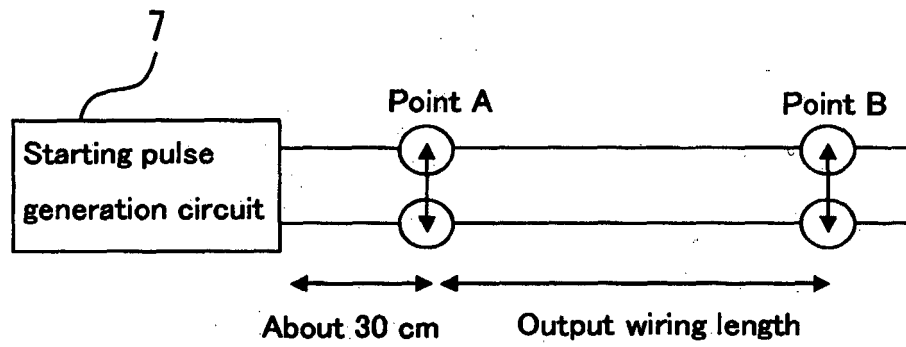 7
Point A
Point B
Starting pulse
generation circuit
About 30 cm
Output wiring length